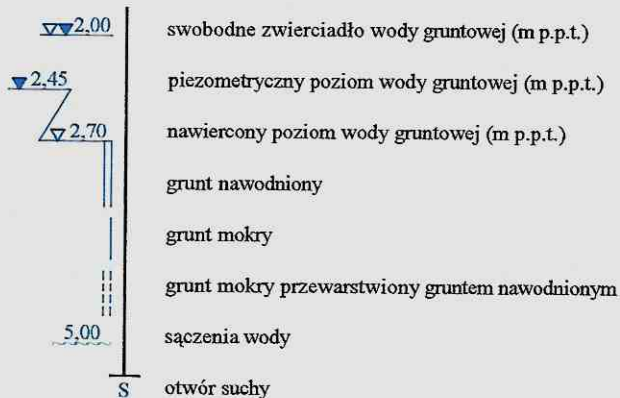 2,00 swobodne zwierciadło wody gruntowej (m p.p.t.)
2,45 piezometryczny poziom wody gruntowej (m p.p.t.)
2,70 nawiercony poziom wody gruntowej (m p.p.t.)
grunt nawodniony
grunt mokry
grunt mokry przewarstwiony gruntem nawodnionym
5,00 sączenia wody
S otwór suchy